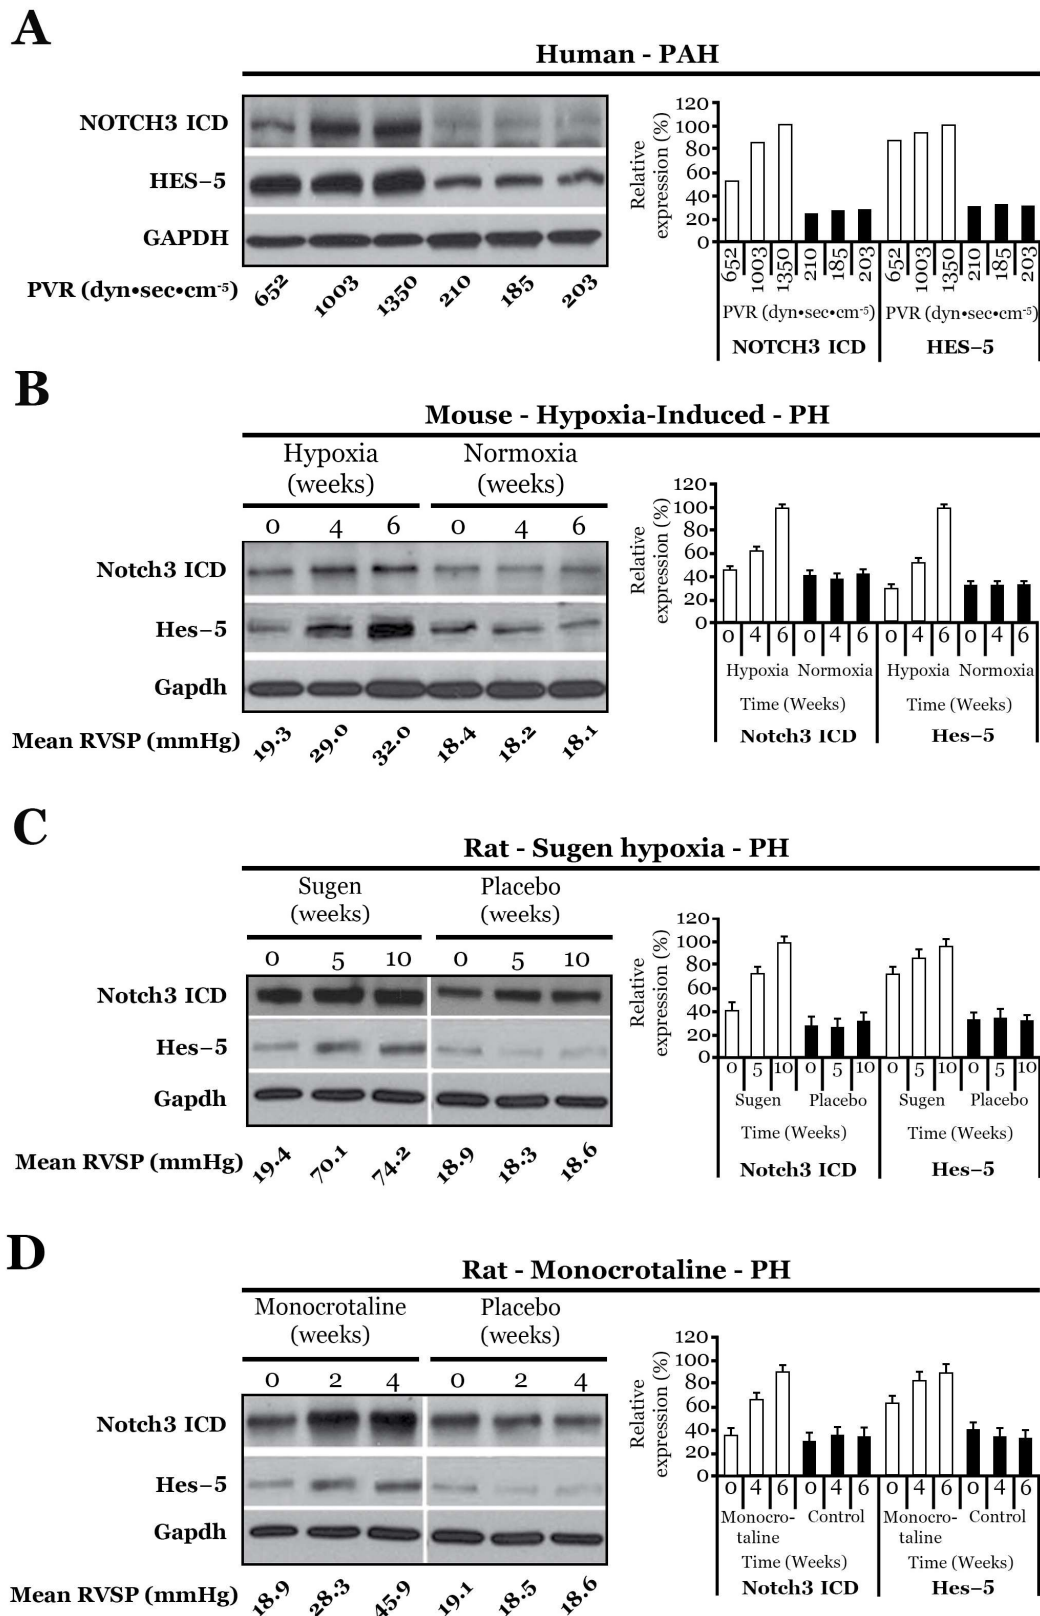 A
Human - PAH
NOTCH3 ICD
HES–5
GAPDH
PVR (dyn•sec•cm-5)
652 1003 1350 210 185 203
Relative expression (%)
120
100
80
60
40
20
0
652 1003 1350 210 185 203 652 1003 1350 210 185 203
PVR (dyn•sec•cm-5) PVR (dyn•sec•cm-5)
NOTCH3 ICD HES–5
B
Mouse - Hypoxia-Induced - PH
Hypoxia (weeks) Normoxia (weeks)
0 4 6 0 4 6
Notch3 ICD
Hes–5
Gapdh
Mean RVSP (mmHg)
19.3 29.0 32.0 18.4 18.2 18.1
Relative expression (%)
120
100
80
60
40
20
0
0 4 6 0 4 6 0 4 6 0 4 6
Hypoxia Normoxia Hypoxia Normoxia
Time (Weeks) Time (Weeks)
Notch3 ICD Hes–5
C
Rat - Sugen hypoxia - PH
Sugen (weeks) Placebo (weeks)
0 5 10 0 5 10
Notch3 ICD
Hes–5
Gapdh
Mean RVSP (mmHg)
19.4 70.1 74.2 18.9 18.3 18.6
Relative expression (%)
120
100
80
60
40
20
0
0 5 10 0 5 10 0 5 10 0 5 10
Sugen Placebo Sugen Placebo
Time (Weeks) Time (Weeks)
Notch3 ICD Hes–5
D
Rat - Monocrotaline - PH
Monocrotaline (weeks) Placebo (weeks)
0 2 4 0 2 4
Notch3 ICD
Hes–5
Gapdh
Mean RVSP (mmHg)
18.9 28.3 45.9 19.1 18.5 18.6
Relative expression (%)
120
100
80
60
40
20
0
0 4 6 0 4 6 0 4 6 0 4 6
Monocro- Control Monocro- Control
taline taline
Time (Weeks) Time (Weeks)
Notch3 ICD Hes–5